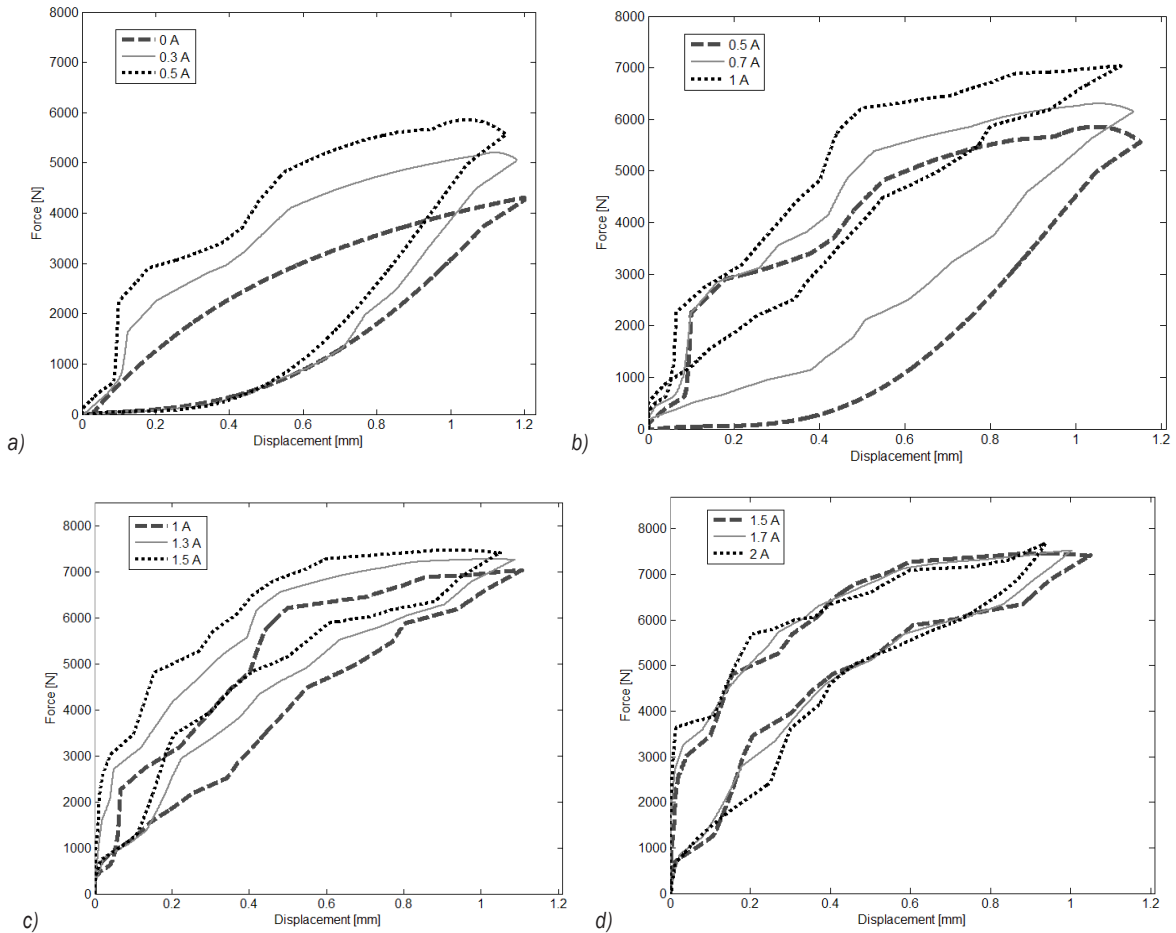 8000
7000
6000
5000
4000
3000
2000
1000
0
Force [N]
0 A
0.3 A
0.5 A
0 0.2 0.4 0.6 0.8 1 1.2
Displacement [mm]
a)
8000
7000
6000
5000
4000
3000
2000
1000
0
Force [N]
0.5 A
0.7 A
1 A
0 0.2 0.4 0.6 0.8 1 1.2
Displacement [mm]
b)
8000
7000
6000
5000
4000
3000
2000
1000
0
Force [N]
1 A
1.3 A
1.5 A
0 0.2 0.4 0.6 0.8 1 1.2
Displacement [mm]
c)
8000
7000
6000
5000
4000
3000
2000
1000
0
Force [N]
1.5 A
1.7 A
2 A
0 0.2 0.4 0.6 0.8 1 1.2
Displacement [mm]
d)